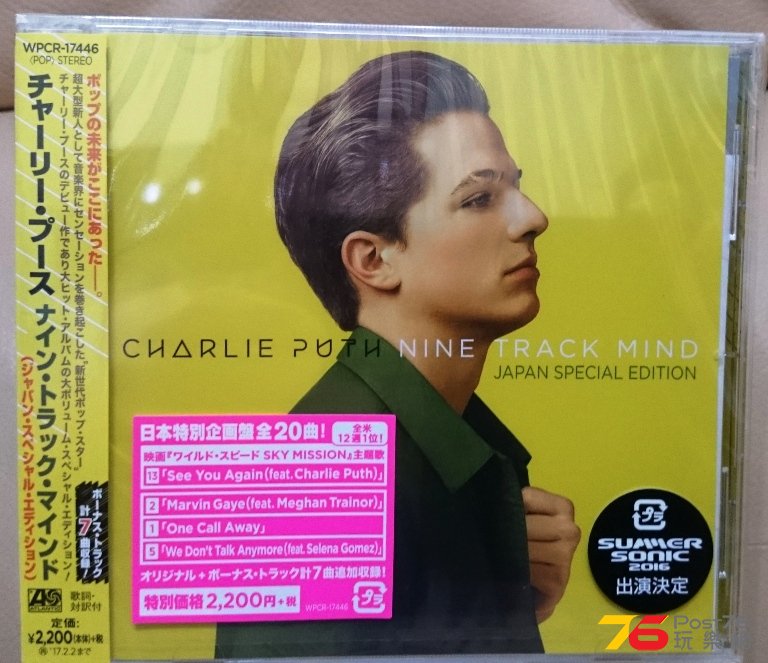 WPCR-17446
〈POP〉 STEREO
ポップの未来がここにあった──。
超大型新人として音楽界にセンセーションを巻き起こした“新世代ポップ・スター”
チャーリー・プースのデビュー作であり大ヒット・アルバムの大ボリューム・スペシャル・エディション!
チャーリー・プース ナイン・トラック・マインド
(ジャパン・スペシャル・エディション)
ボーナス・トラック
計7曲収録!
ATLANTIC
歌詞・
対訳付
定価:
¥2,200(本体)+税
'17.2.2まで
CHARLIE PUTH NINE TRACK MIND
JAPAN SPECIAL EDITION
日本特別企画盤全20曲!
全米
12週1位!
映画『ワイルド・スピード SKY MISSION』主題歌
13「See You Again (feat. Charlie Puth)」
2「Marvin Gaye (feat. Meghan Trainor)」
1「One Call Away」
5「We Don't Talk Anymore (feat. Selena Gomez)」
オリジナル+ボーナス・トラック計7曲追加収録!
特別価格2,200円+税
WPCR-17446
プラ
プラ
SUMMER
SONIC
2016
出演決定
76
Post76
玩樂